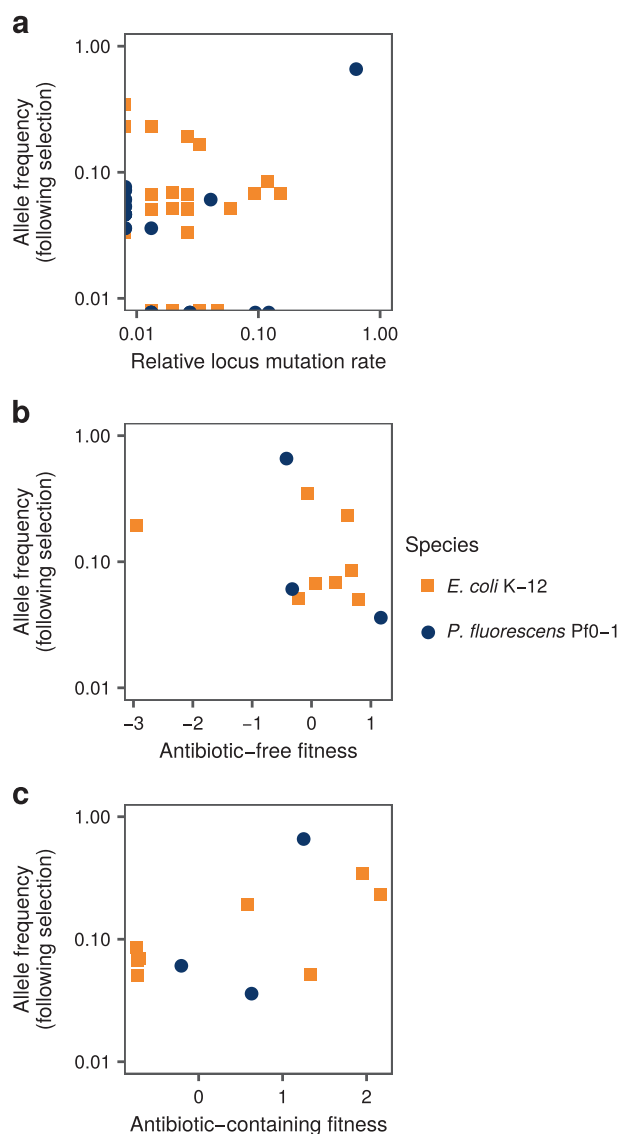 a
1.00
0.10
0.01
Allele frequency
(following selection)
0.01 0.10 1.00
Relative locus mutation rate
b
1.00
0.10
0.01
Allele frequency
(following selection)
−3 −2 −1 0 1
Antibiotic−free fitness
Species
E. coli K−12
P. fluorescens Pf0−1
c
1.00
0.10
0.01
Allele frequency
(following selection)
0 1 2
Antibiotic−containing fitness